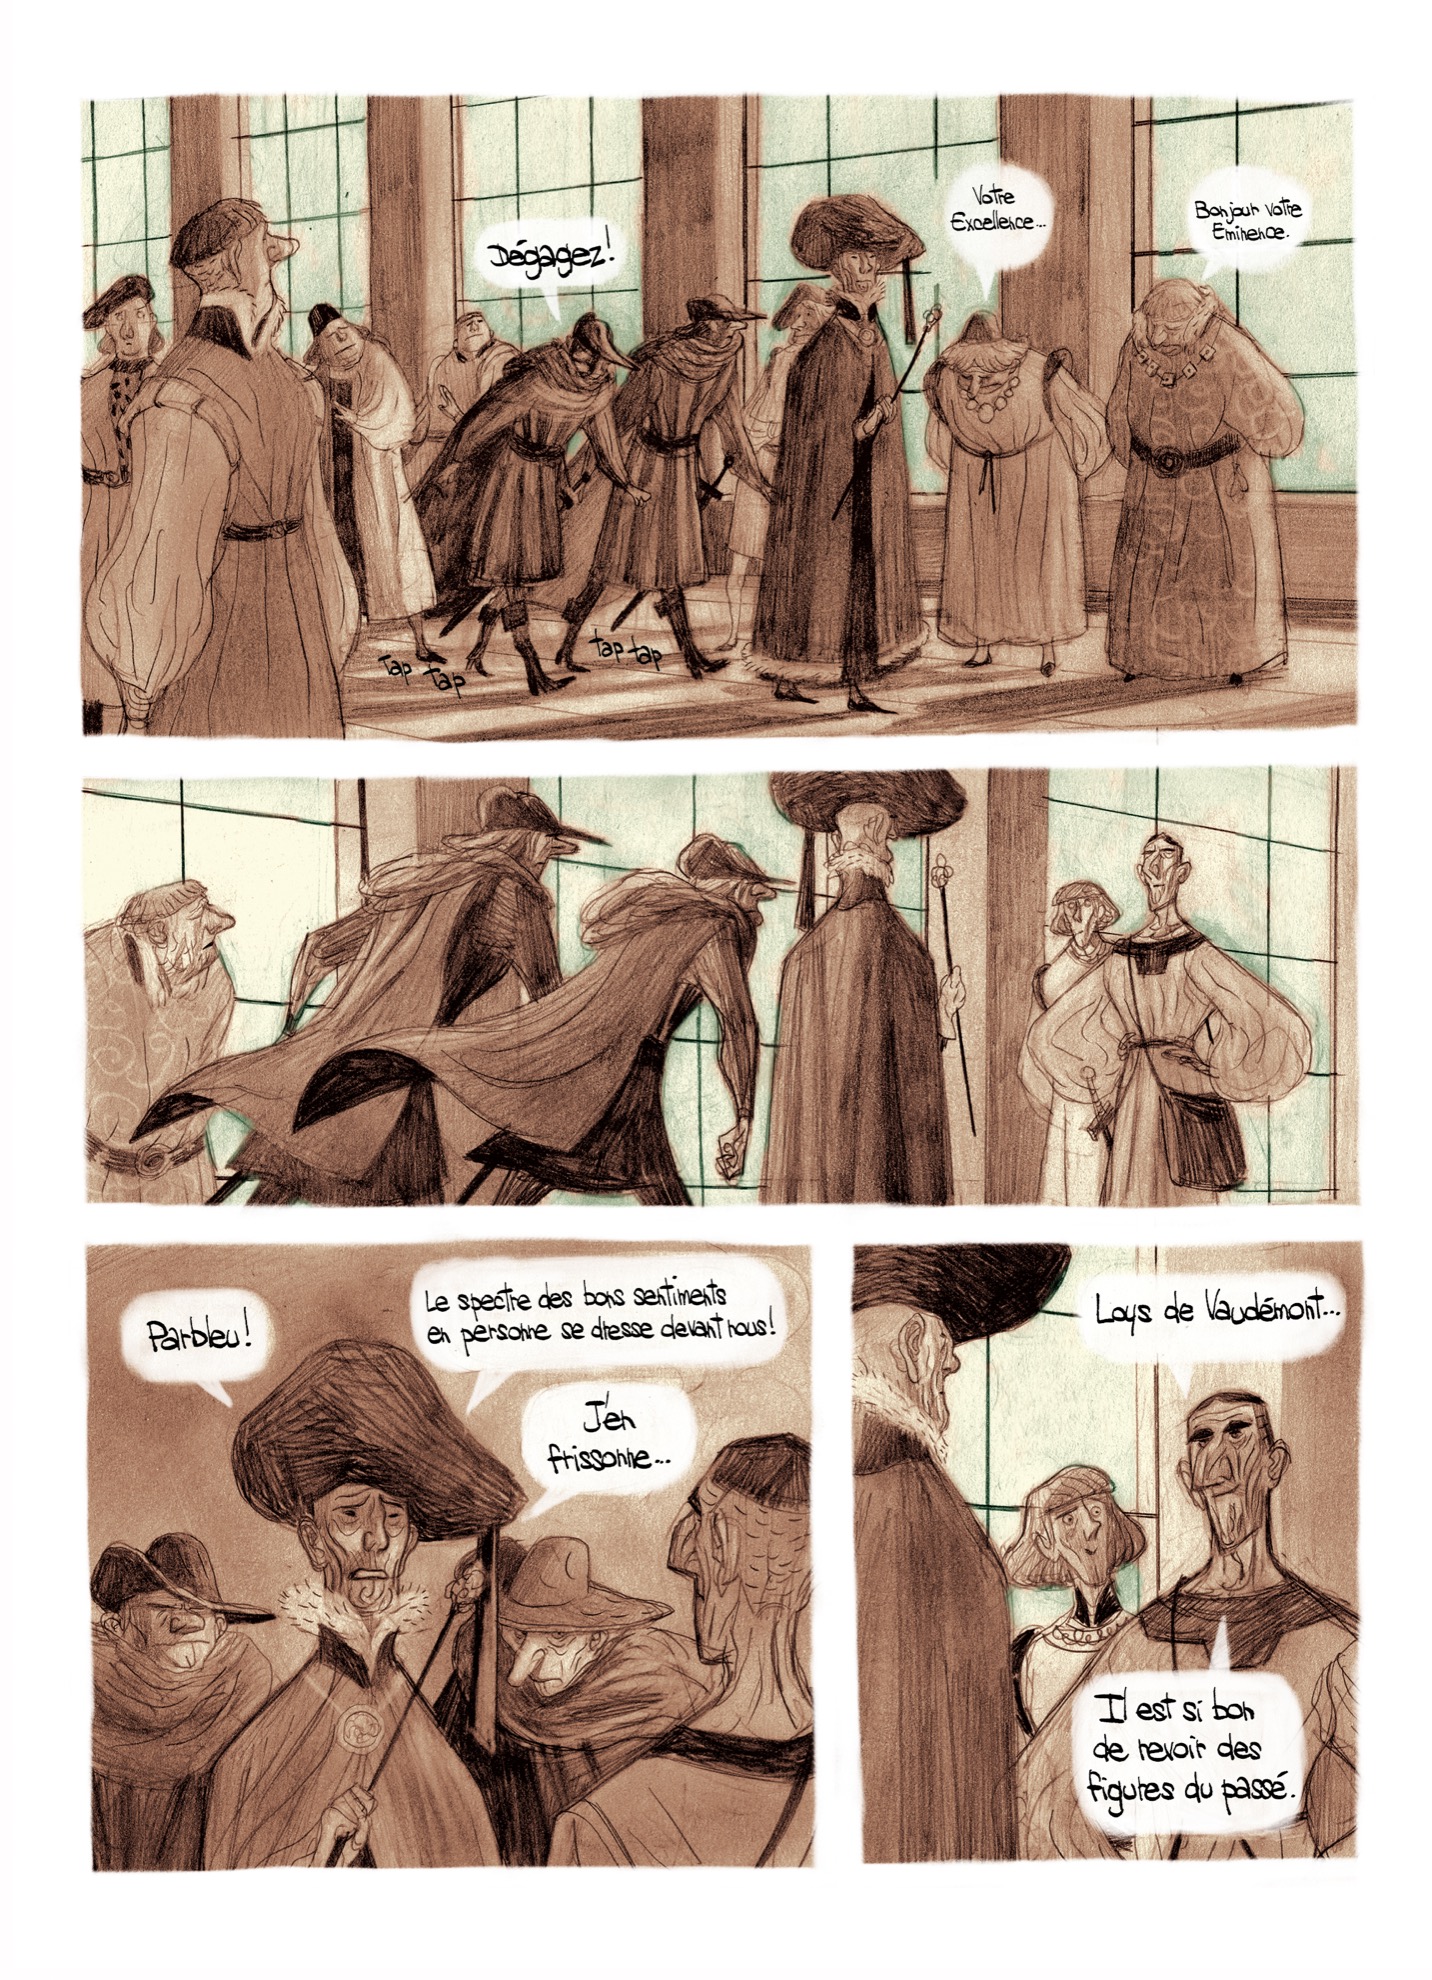 Dégagez!
Votre
Excellence...
Bonjour votre
Eminence.
tap
tap
tap
tap
Parbleu!
Le spectre des bons sentiments
en personne se dresse devant nous!
J'en
frissonne...
Loys de Vaudémont...
Il est si bon
de revoir des
figures du passé.